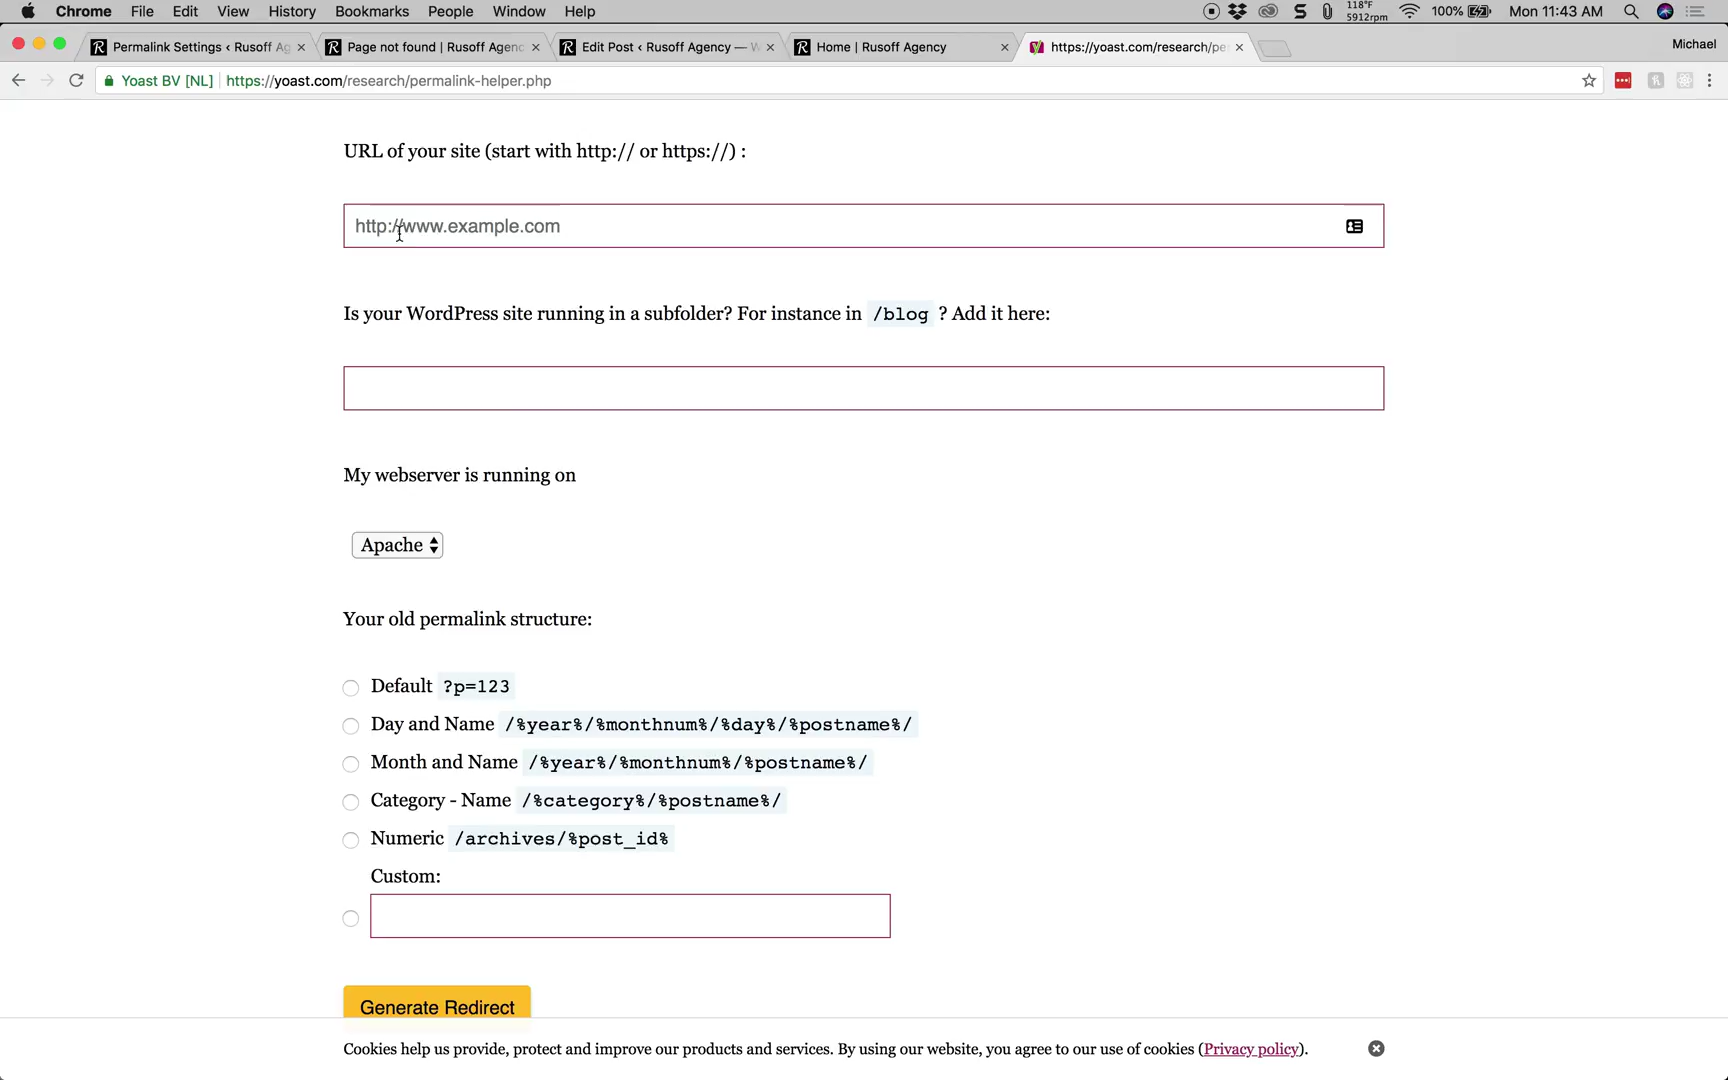 Chrome File Edit View History Bookmarks People Window Help 118°F 5912rpm 100% Mon 11:43 AM
Permalink Settings ‹ Rusoff Ag Page not found | Rusoff Agenc Edit Post ‹ Rusoff Agency — W Home | Rusoff Agency https://yoast.com/research/pe Michael
Yoast BV [NL] https://yoast.com/research/permalink-helper.php
URL of your site (start with http:// or https://) :
http://www.example.com
Is your WordPress site running in a subfolder? For instance in /blog ? Add it here:
My webserver is running on
Apache
Your old permalink structure:
Default ?p=123
Day and Name /%year%/%monthnum%/%day%/%postname%/
Month and Name /%year%/%monthnum%/%postname%/
Category - Name /%category%/%postname%/
Numeric /archives/%post_id%
Custom:
Generate Redirect
Cookies help us provide, protect and improve our products and services. By using our website, you agree to our use of cookies (Privacy policy).